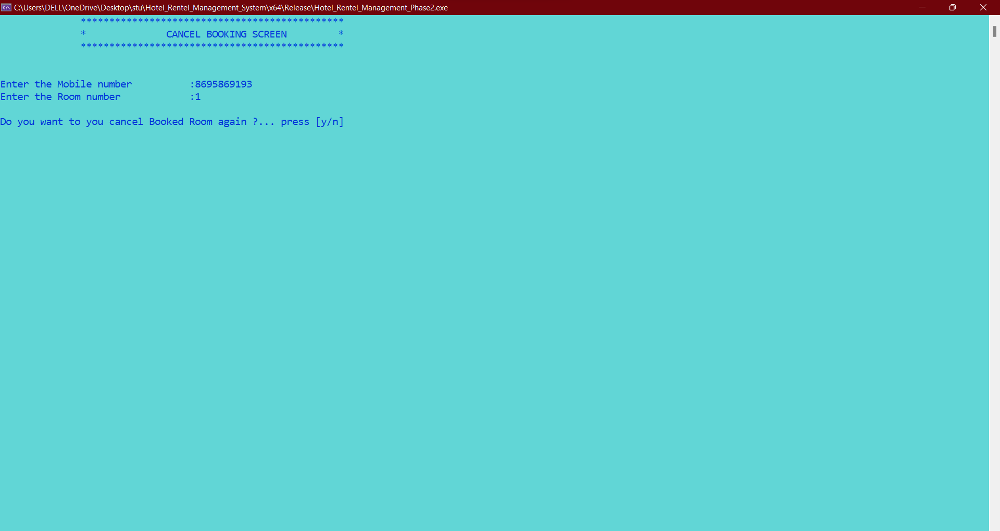 C:\Users\DELL\OneDrive\Desktop\stu\Hotel_Rentel_Management_System\x64\Release\Hotel_Rentel_Management_Phase2.exe
**********************************************
* CANCEL BOOKING SCREEN *
**********************************************
Enter the Mobile number :8695869193
Enter the Room number :1
Do you want to you cancel Booked Room again ?... press [y/n]